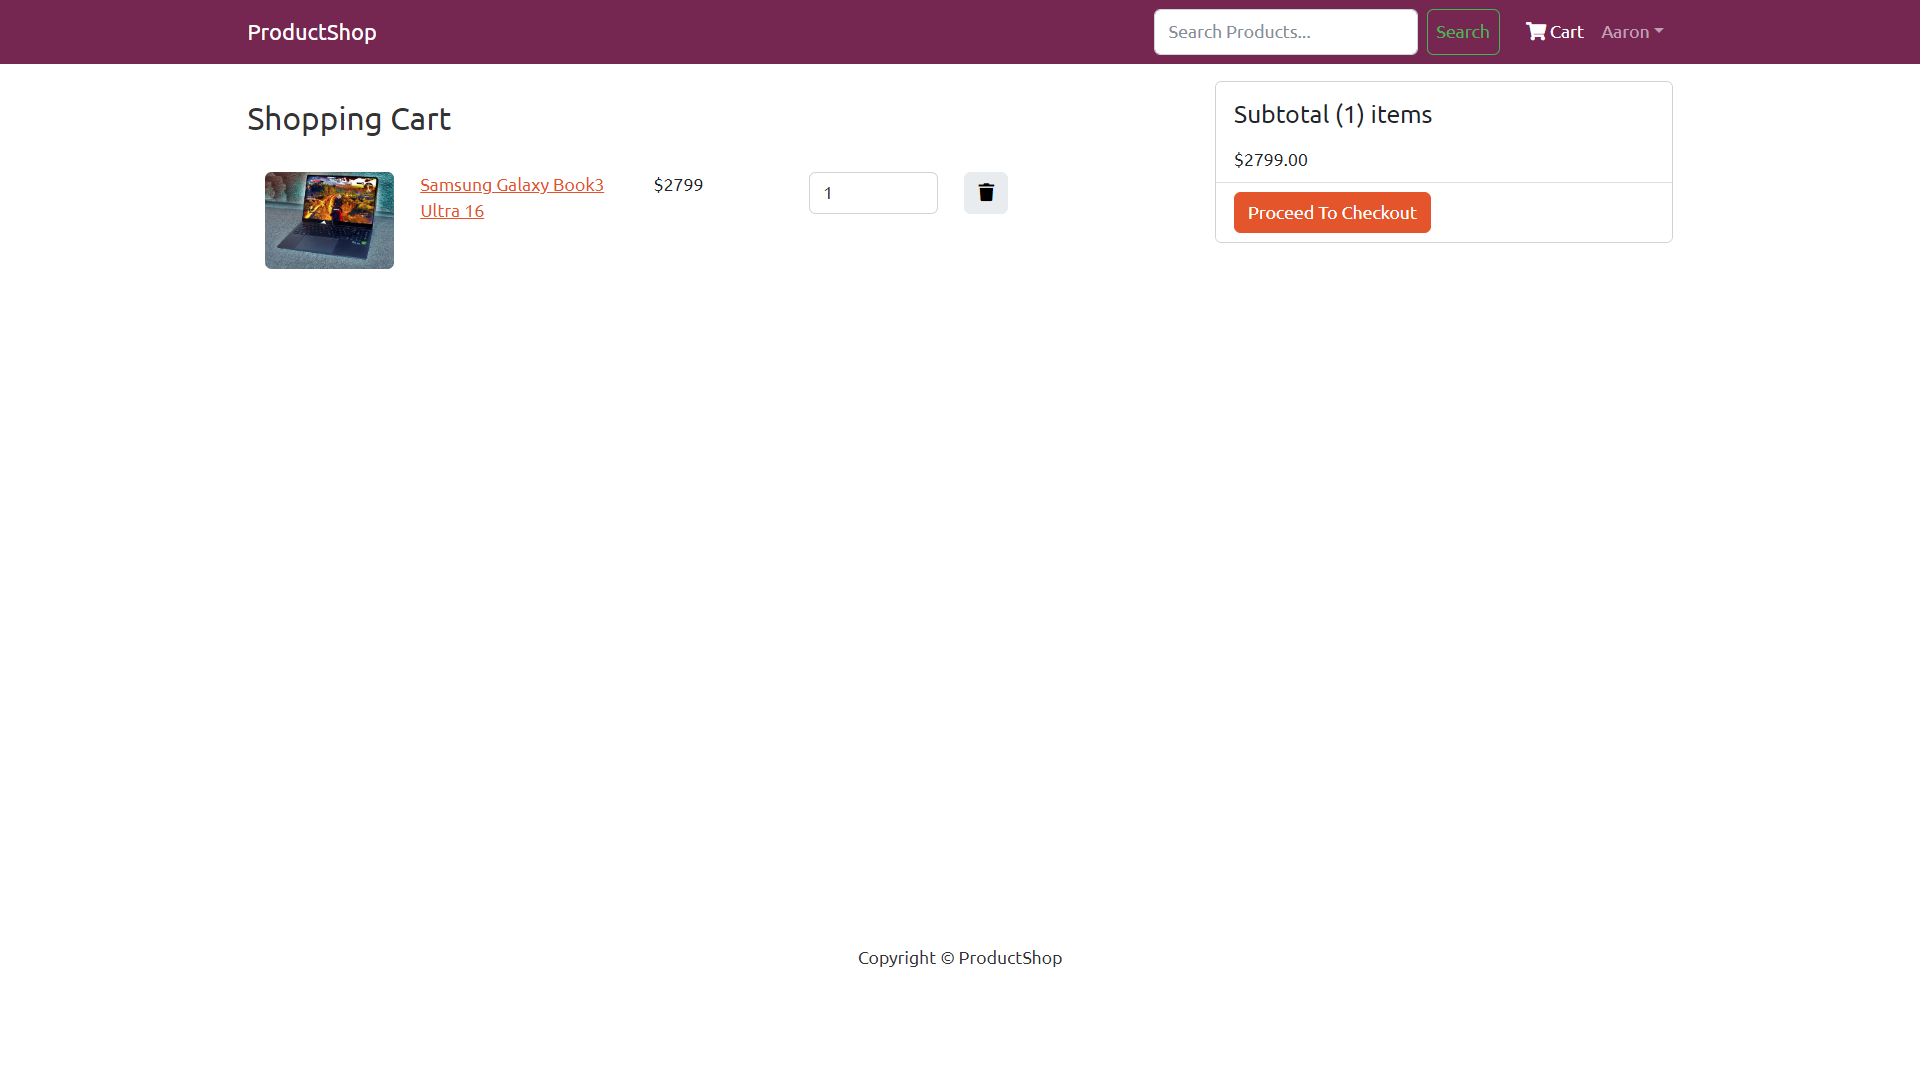 ProductShop
Search Products...
Search
Cart
Aaron
Shopping Cart
Samsung Galaxy Book3
Ultra 16
$2799
1
Subtotal (1) items
$2799.00
Proceed To Checkout
Copyright © ProductShop